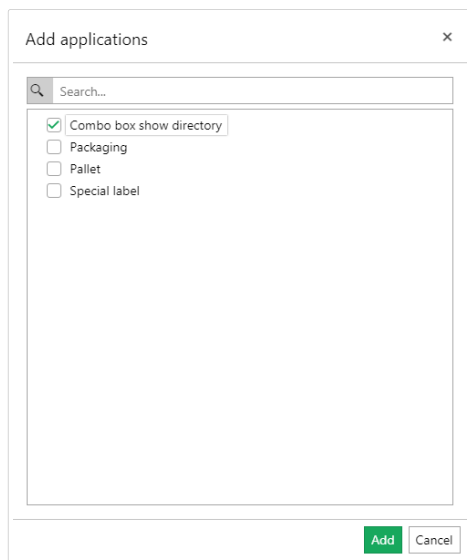 Add applications
Search...
Combo box show directory
Packaging
Pallet
Special label
Add
Cancel